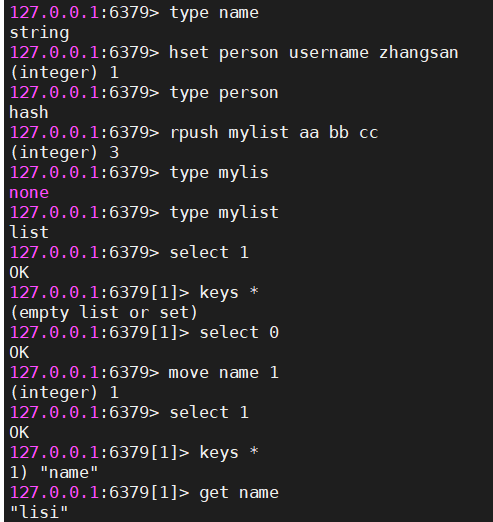 127.0.0.1:6379> type name
string
127.0.0.1:6379> hset person username zhangsan
(integer) 1
127.0.0.1:6379> type person
hash
127.0.0.1:6379> rpush mylist aa bb cc
(integer) 3
127.0.0.1:6379> type mylis
none
127.0.0.1:6379> type mylist
list
127.0.0.1:6379> select 1
OK
127.0.0.1:6379[1]> keys *
(empty list or set)
127.0.0.1:6379[1]> select 0
OK
127.0.0.1:6379> move name 1
(integer) 1
127.0.0.1:6379> select 1
OK
127.0.0.1:6379[1]> keys *
1) "name"
127.0.0.1:6379[1]> get name
"lisi"